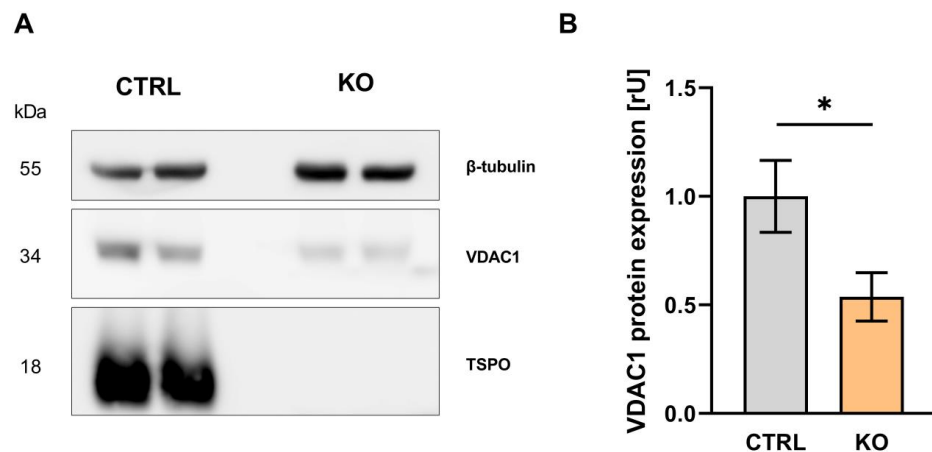 A
CTRL KO
kDa
55 β-tubulin
34 VDAC1
18 TSPO
B
VDAC1 protein expression [rU]
1.5
1.0
0.5
0.0
*
CTRL KO